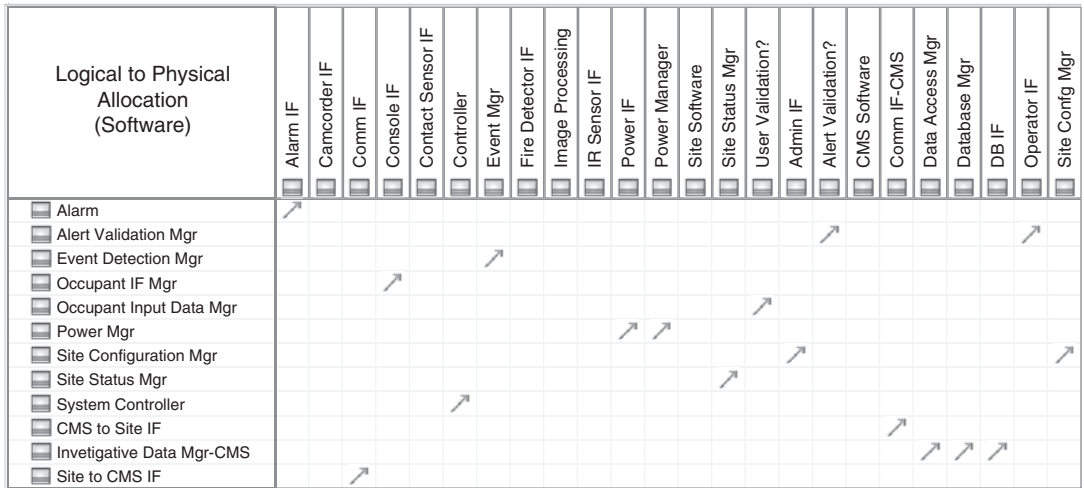 Logical to Physical
Allocation
(Software)
Alarm IF
Camcorder IF
Comm IF
Console IF
Contact Sensor IF
Controller
Event Mgr
Fire Detector IF
Image Processing
IR Sensor IF
Power IF
Power Manager
Site Software
Site Status Mgr
User Validation?
Admin IF
Alert Validation?
CMS Software
Comm IF-CMS
Data Access Mgr
Database Mgr
DB IF
Operator IF
Site Confg Mgr
Alarm
Alert Validation Mgr
Event Detection Mgr
Occupant IF Mgr
Occupant Input Data Mgr
Power Mgr
Site Configuration Mgr
Site Status Mgr
System Controller
CMS to Site IF
Invetigative Data Mgr-CMS
Site to CMS IF